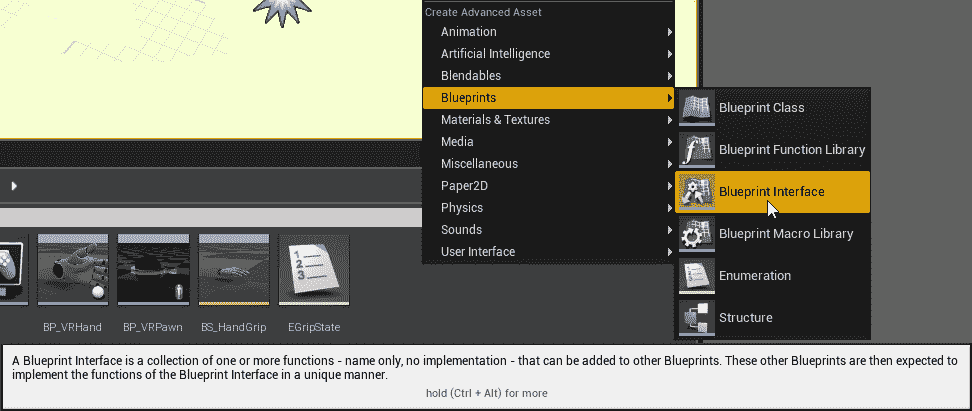 Create Advanced Asset
Animation
Artificial Intelligence
Blendables
Blueprints
Materials & Textures
Media
Miscellaneous
Paper2D
Physics
Sounds
User Interface
Blueprint Class
Blueprint Function Library
Blueprint Interface
Blueprint Macro Library
Enumeration
Structure
1
2
3
BP_VRHand
BP_VRPawn
BS_HandGrip
EGripState
A Blueprint Interface is a collection of one or more functions - name only, no implementation - that can be added to other Blueprints. These other Blueprints are then expected to
implement the functions of the Blueprint Interface in a unique manner.
hold (Ctrl + Alt) for more